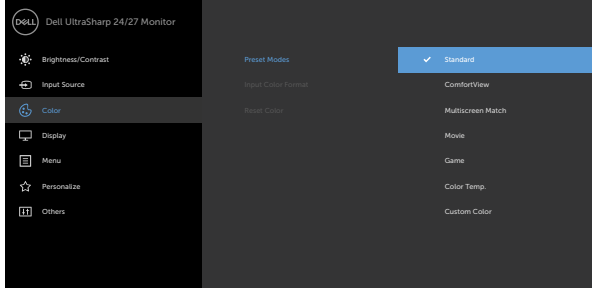 DELL
Dell UltraSharp 24/27 Monitor
Brightness/Contrast
Input Source
Color
Display
Menu
Personalize
Others
Preset Modes
Input Color Format
Reset Color
Standard
ComfortView
Multiscreen Match
Movie
Game
Color Temp.
Custom Color